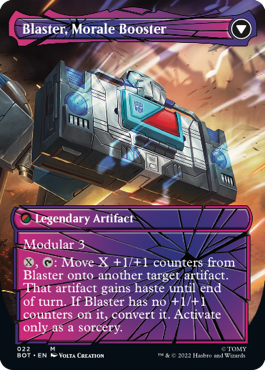 Blaster, Morale Booster
Legendary Artifact
Modular 3
X, : Move X +1/+1 counters from
Blaster onto another target artifact.
That artifact gains haste until end
of turn. If Blaster has no +1/+1
counters on it, convert it. Activate
only as a sorcery.
022 M © TOMY
BOT • EN VOLTA CREATION ™ & © 2022 Hasbro and Wizards